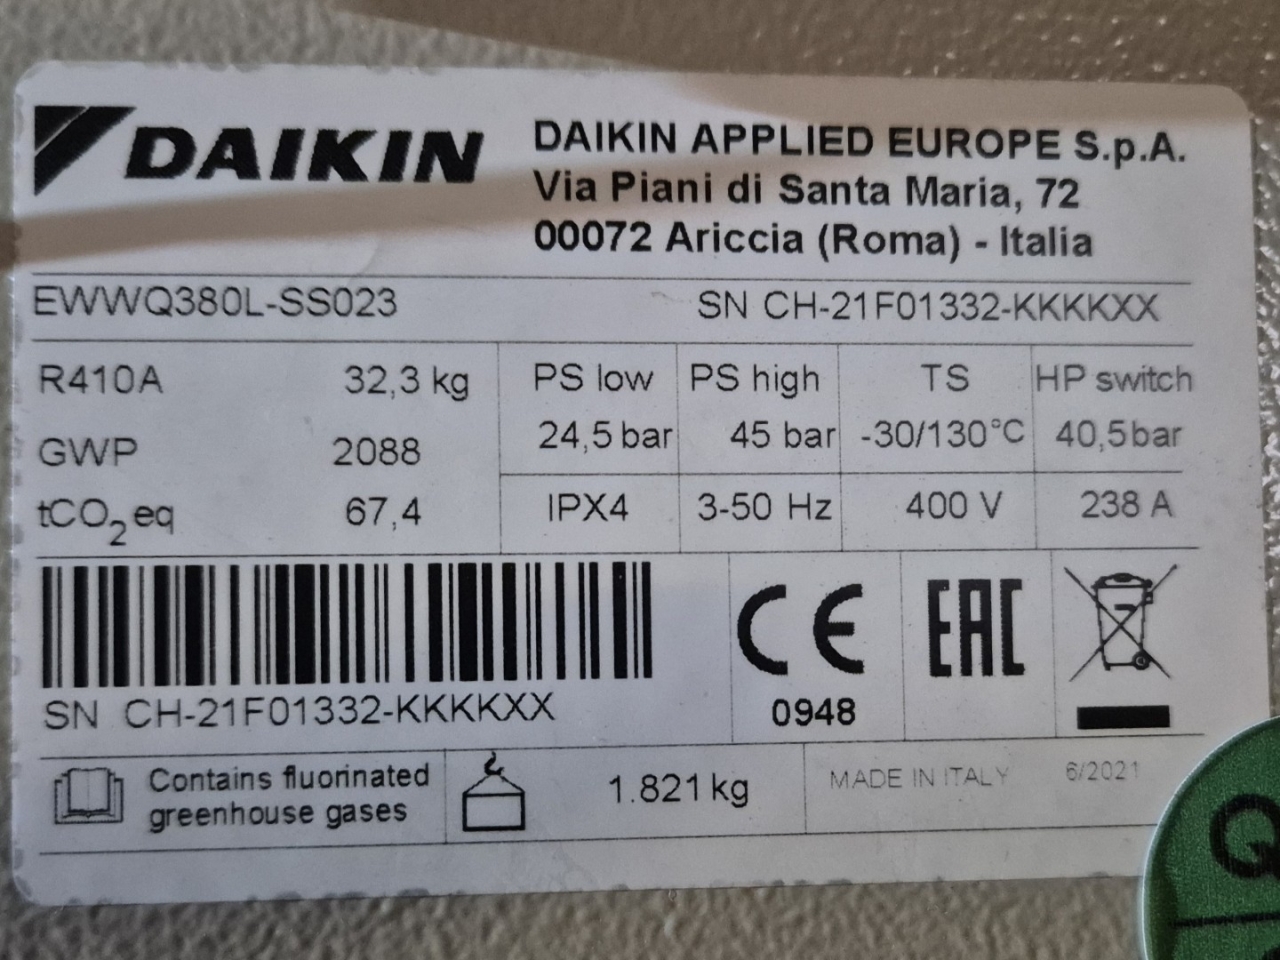 DAIKIN
DAIKIN APPLIED EUROPE S.p.A.
Via Piani di Santa Maria, 72
00072 Ariccia (Roma) - Italia
EWWQ380L-SS023 SN CH-21F01332-KKKKXX
R410A 32,3 kg
GWP 2088
tCO2eq 67,4
PS low PS high TS HP switch
24,5 bar 45 bar -30/130°C 40,5bar
IPX4 3-50 Hz 400 V 238 A
SN CH-21F01332-KKKKXX
CE
0948
EAC
Contains fluorinated
greenhouse gases
1.821 kg
MADE IN ITALY 6/2021
Q